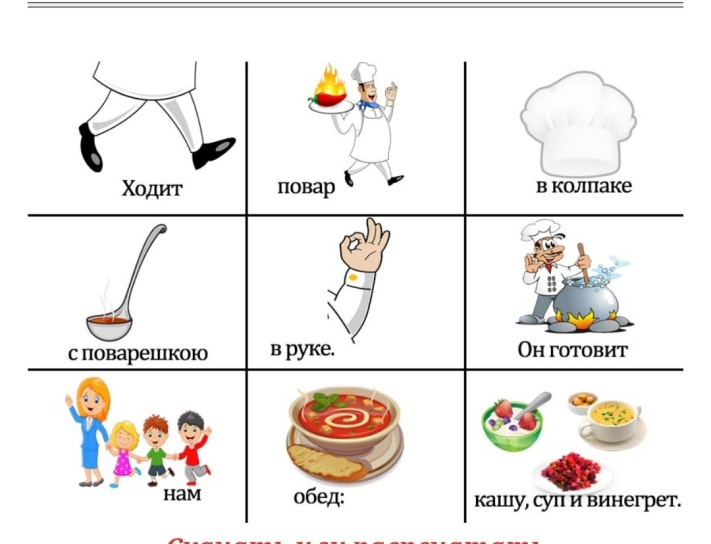 Ходит
повар
в колпаке
с поварешкою
в руке.
Он готовит
нам
обед:
кашу, суп и винегрет.